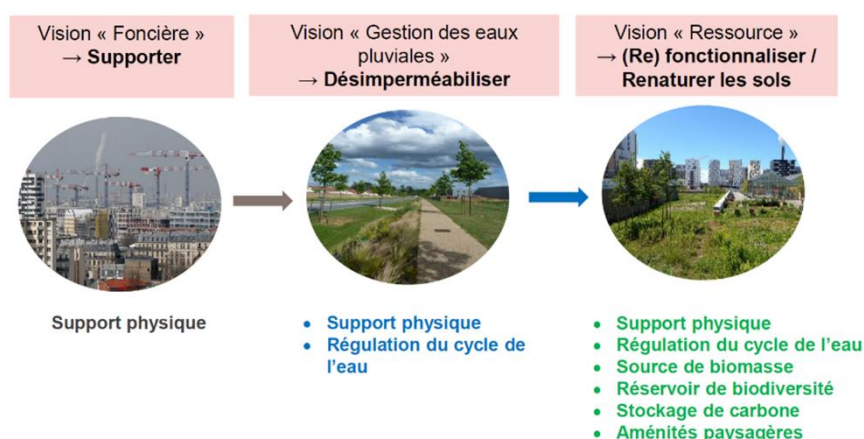 Vision « Foncière »
→ Supporter
Vision « Gestion des eaux
pluviales »
→ Désimperméabiliser
Vision « Ressource »
→ (Re) fonctionnaliser /
Renaturer les sols
Support physique
• Support physique
• Régulation du cycle de
l'eau
• Support physique
• Régulation du cycle de l'eau
• Source de biomasse
• Réservoir de biodiversité
• Stockage de carbone
• Aménités paysagères